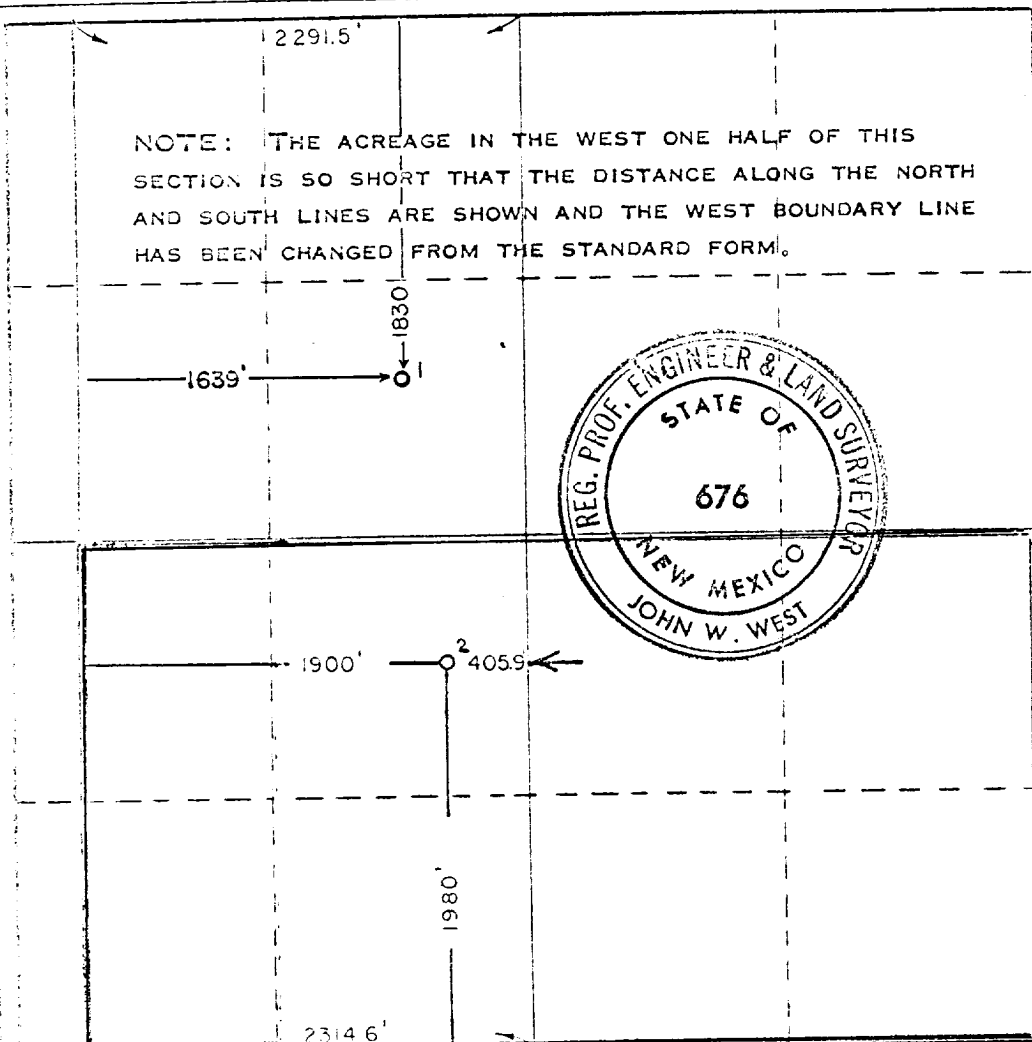 2291.5'
NOTE: THE ACREAGE IN THE WEST ONE HALF OF THIS
SECTION IS SO SHORT THAT THE DISTANCE ALONG THE NORTH
AND SOUTH LINES ARE SHOWN AND THE WEST BOUNDARY LINE
HAS BEEN CHANGED FROM THE STANDARD FORM.
1830
1639'
1
REG. PROF. ENGINEER & LAND SURVEYOR
STATE OF
676
NEW MEXICO
JOHN W. WEST
1900'
2
405.9
1980'
2314.6'